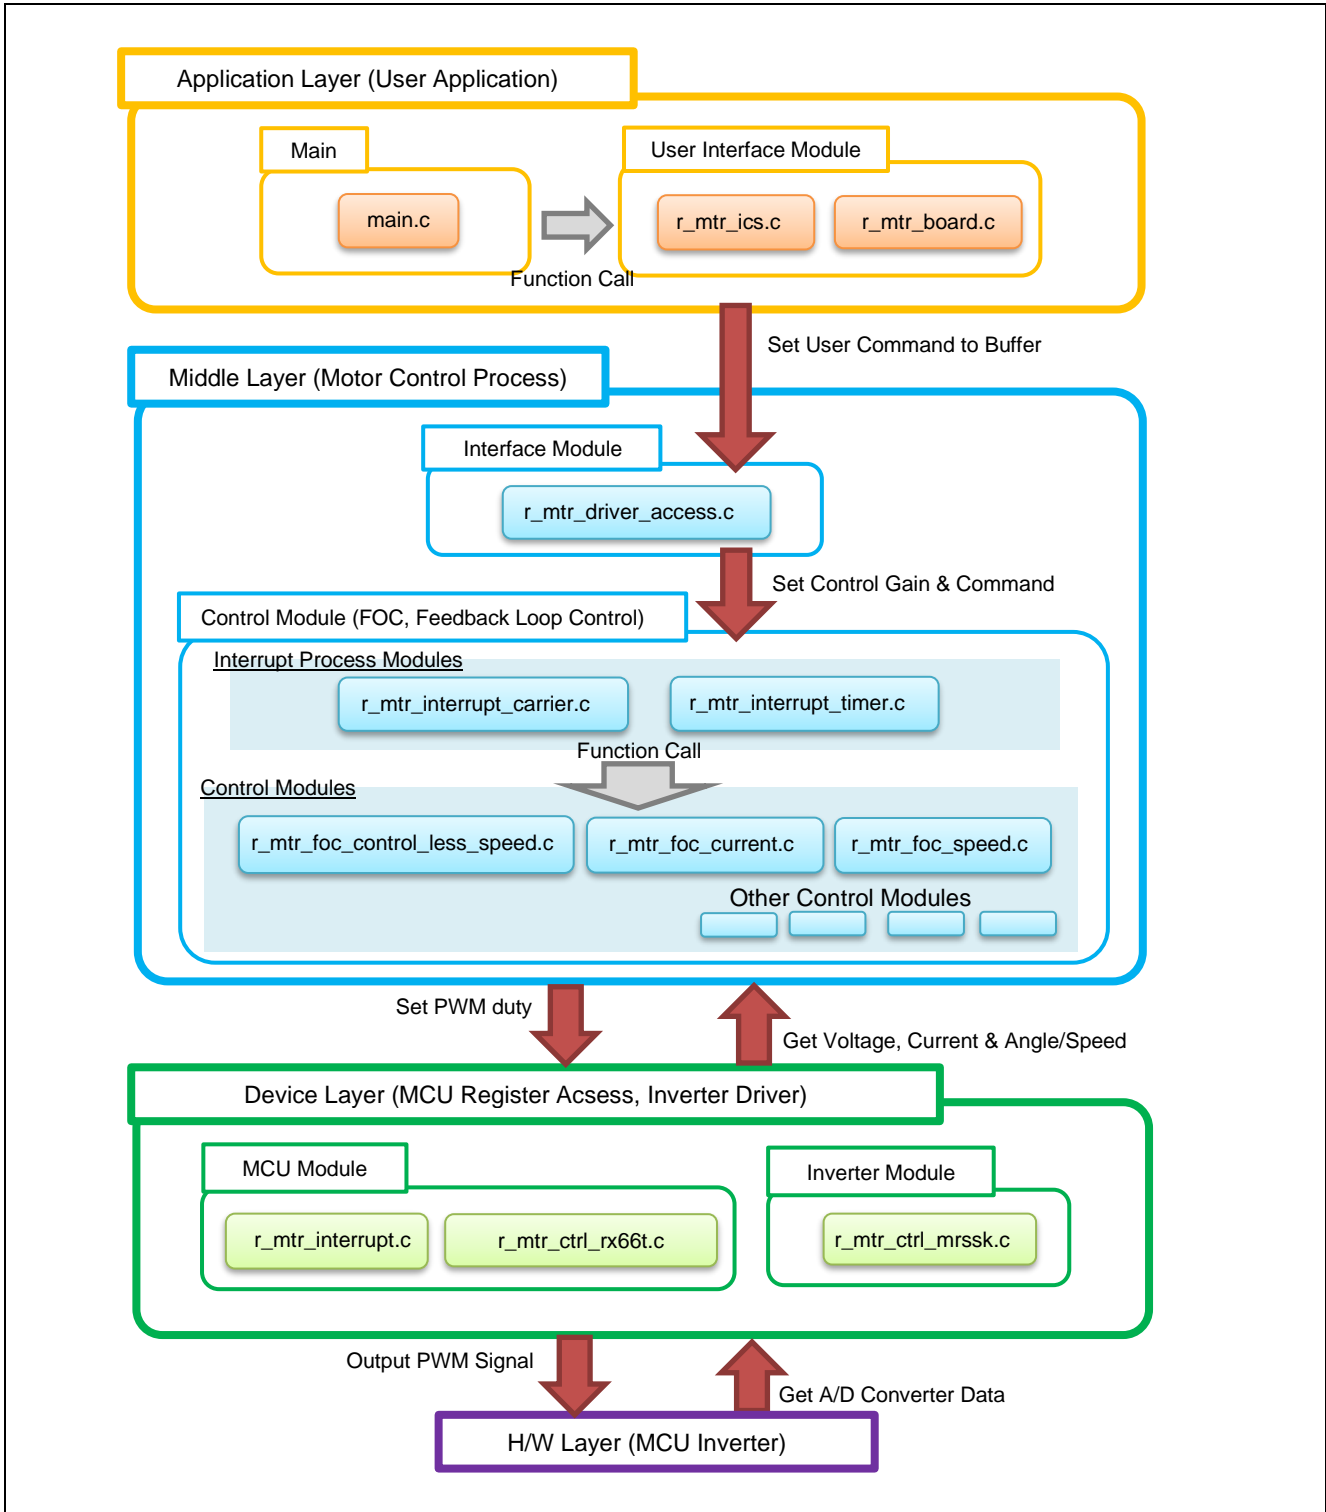 Application Layer (User Application)
Main
User Interface Module
main.c
r_mtr_ics.c
r_mtr_board.c
Function Call
Set User Command to Buffer
Middle Layer (Motor Control Process)
Interface Module
r_mtr_driver_access.c
Set Control Gain & Command
Control Module (FOC, Feedback Loop Control)
Interrupt Process Modules
r_mtr_interrupt_carrier.c
r_mtr_interrupt_timer.c
Function Call
Control Modules
r_mtr_foc_control_less_speed.c
r_mtr_foc_current.c
r_mtr_foc_speed.c
Other Control Modules
Set PWM duty
Get Voltage, Current & Angle/Speed
Device Layer (MCU Register Acsess, Inverter Driver)
MCU Module
Inverter Module
r_mtr_interrupt.c
r_mtr_ctrl_rx66t.c
r_mtr_ctrl_mrssk.c
Output PWM Signal
Get A/D Converter Data
H/W Layer (MCU Inverter)